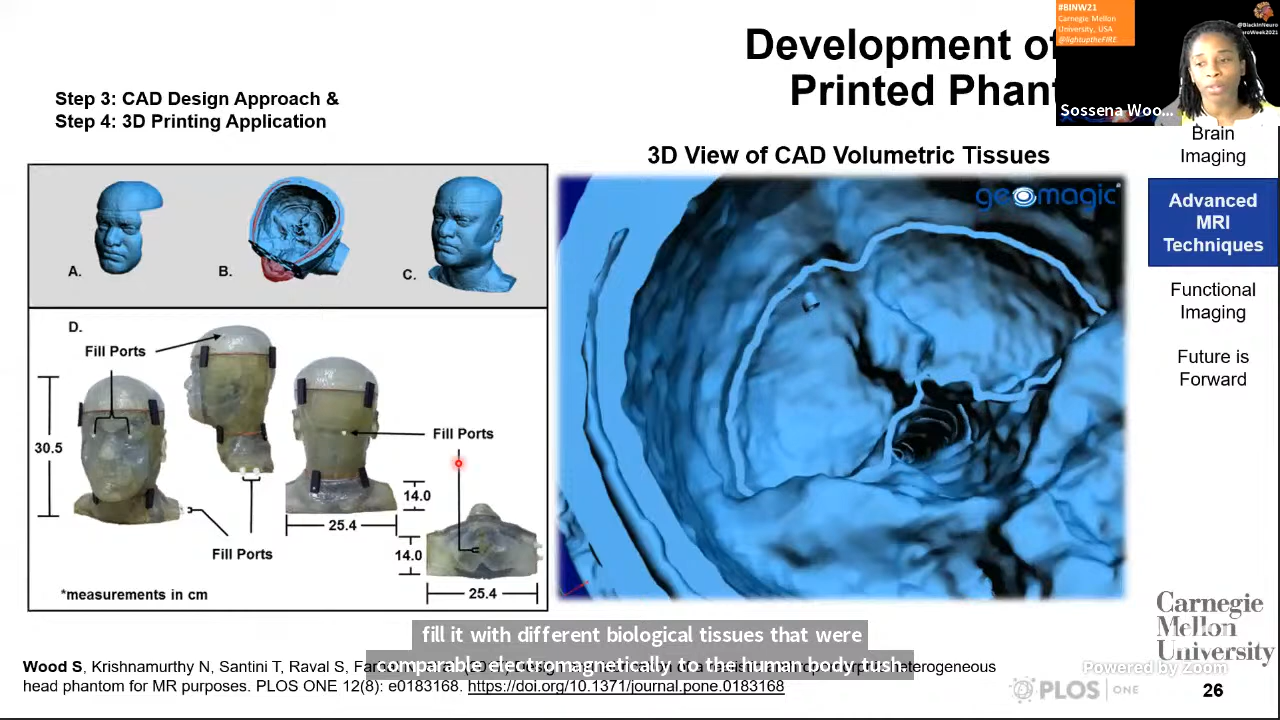 Development of
Printed Phant
#BINW21
Carnegie Mellon
University, USA
@lightuptheFIRE
@BlackInNeuro
Sossena Woo...
Step 3: CAD Design Approach &
Step 4: 3D Printing Application
3D View of CAD Volumetric Tissues
Brain
Imaging
Advanced
MRI
Techniques
Functional
Imaging
Future is
Forward
geomagic
A.
B.
C.
D.
Fill Ports
30.5
Fill Ports
14.0
25.4
14.0
Fill Ports
25.4
*measurements in cm
Carnegie
Mellon
University
fill it with different biological tissues that were
comparable electromagnetically to the human body tush
Wood S, Krishnamurthy N, Santini T, Raval S,
heterogeneous
head phantom for MR purposes. PLOS ONE 12(8): e0183168. https://doi.org/10.1371/journal.pone.0183168
Powered by Zoom
PLOS ONE
26